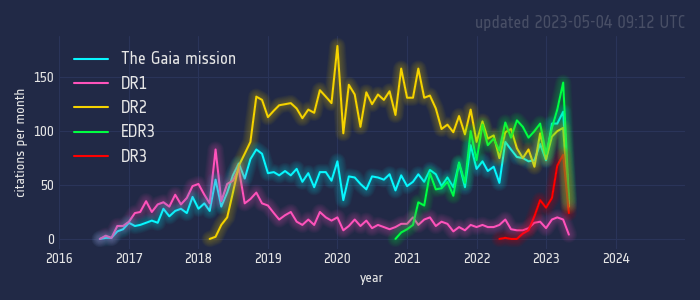 updated 2023-05-04 09:12 UTC
The Gaia mission
DR1
DR2
EDR3
DR3
citations per month
150
100
50
0
2016 2017 2018 2019 2020 2021 2022 2023 2024
year